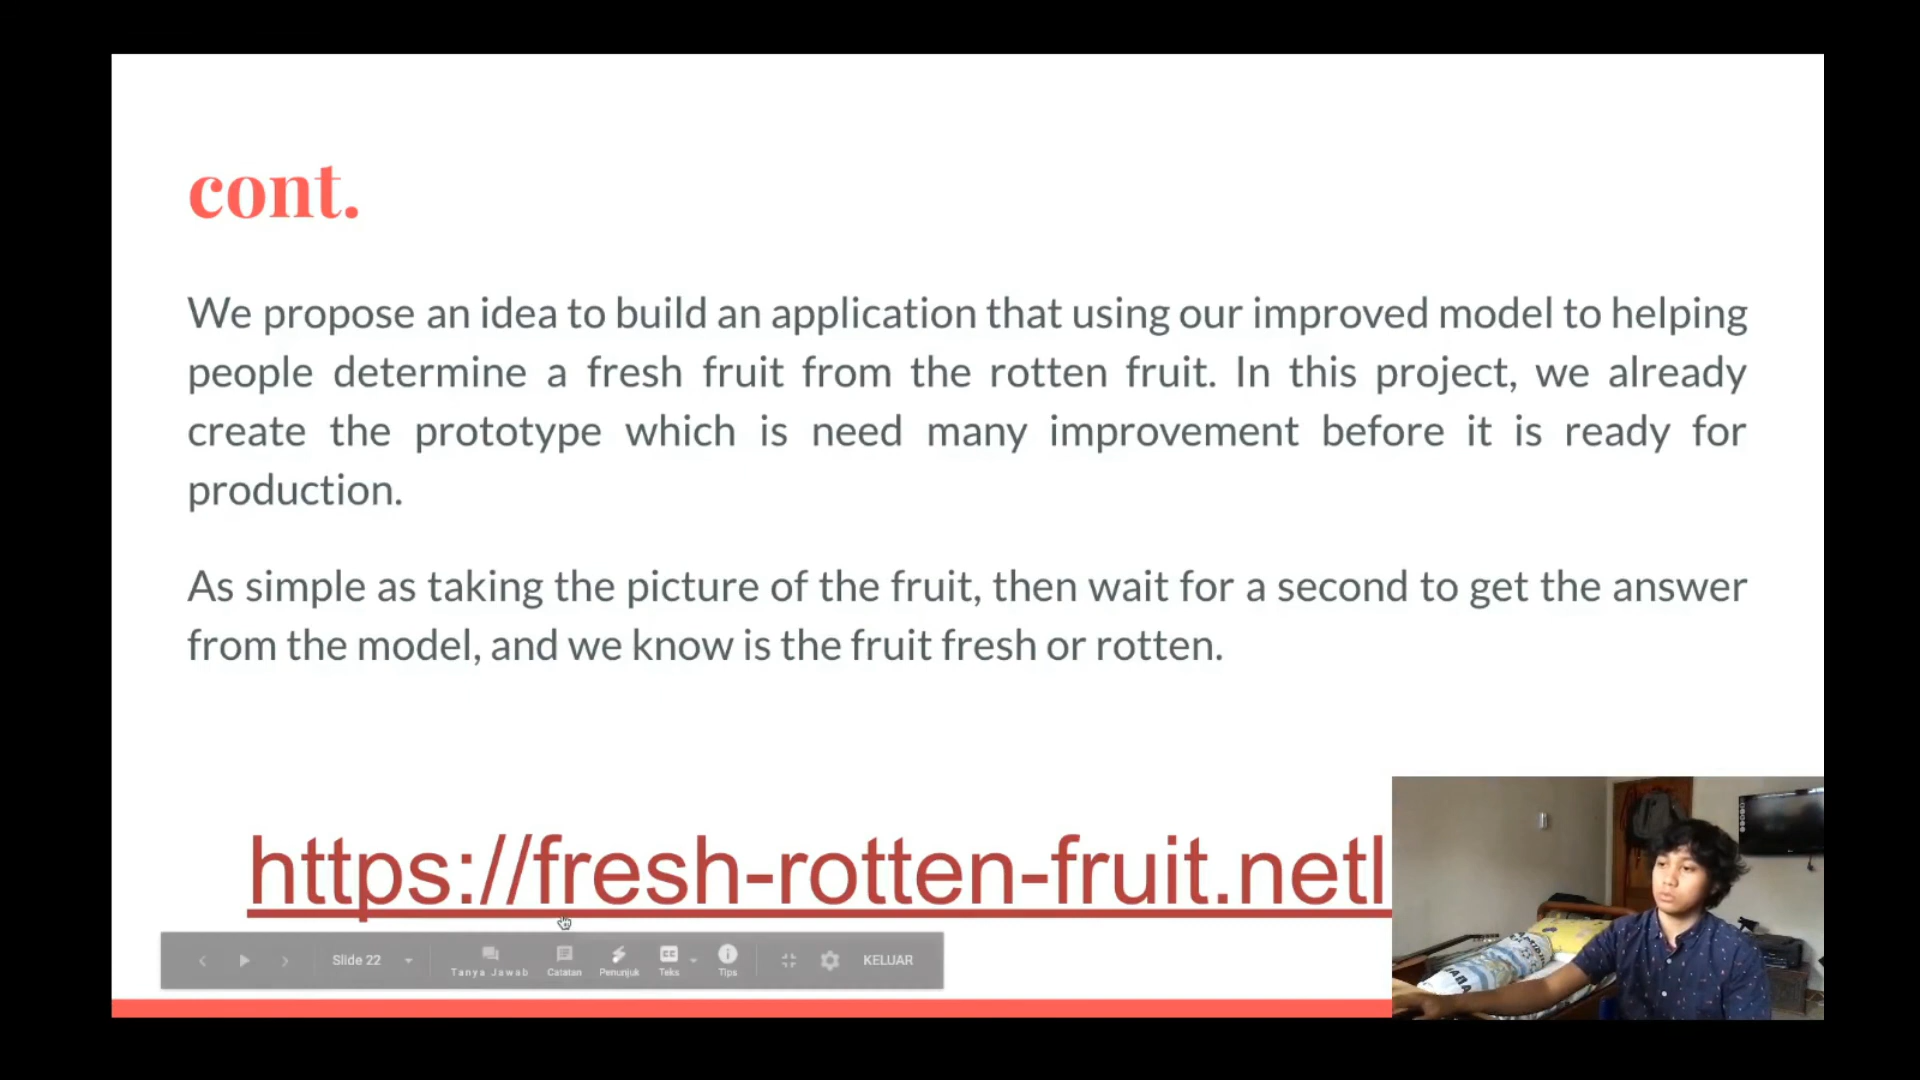 cont.
We propose an idea to build an application that using our improved model to helping
people determine a fresh fruit from the rotten fruit. In this project, we already
create the prototype which is need many improvement before it is ready for
production.
As simple as taking the picture of the fruit, then wait for a second to get the answer
from the model, and we know is the fruit fresh or rotten.
https://fresh-rotten-fruit.netl
Slide 22
Tanya Jawab
Catatan
Penunjuk
CC
Teks
Tips
KELUAR